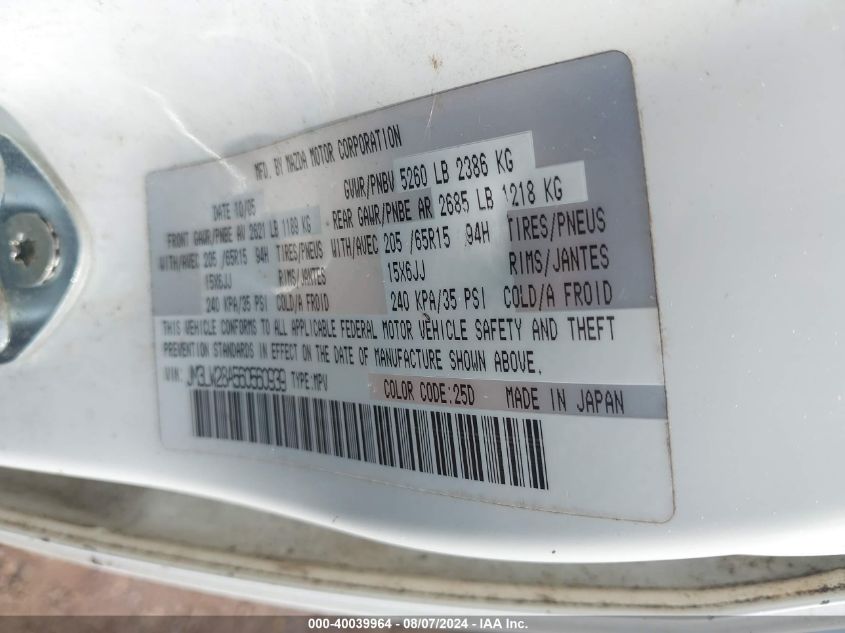 MFD. BY MAZDA MOTOR CORPORATION
DATE 10/05 GVWR/PNBV 5260 LB 2386 KG
FRONT GAWR/PNBE AV 2621 LB 1189 KG REAR GAWR/PNBE AR 2685 LB 1218 KG
WITH/AVEC 205 /65R15 94H TIRES/PNEUS WITH/AVEC 205 /65R15 94H TIRES/PNEUS
15X6JJ RIMS/JANTES 15X6JJ RIMS/JANTES
240 KPA/35 PSI COLD/A FROID 240 KPA/35 PSI COLD/A FROID
THIS VEHICLE CONFORMS TO ALL APPLICABLE FEDERAL MOTOR VEHICLE SAFETY AND THEFT
PREVENTION STANDARDS IN EFFECT ON THE DATE OF MANUFACTURE SHOWN ABOVE.
VIN: JM3LW28A560560939 TYPE:MPV COLOR CODE:25D MADE IN JAPAN
000-40039964 - 08/07/2024 - IAA Inc.